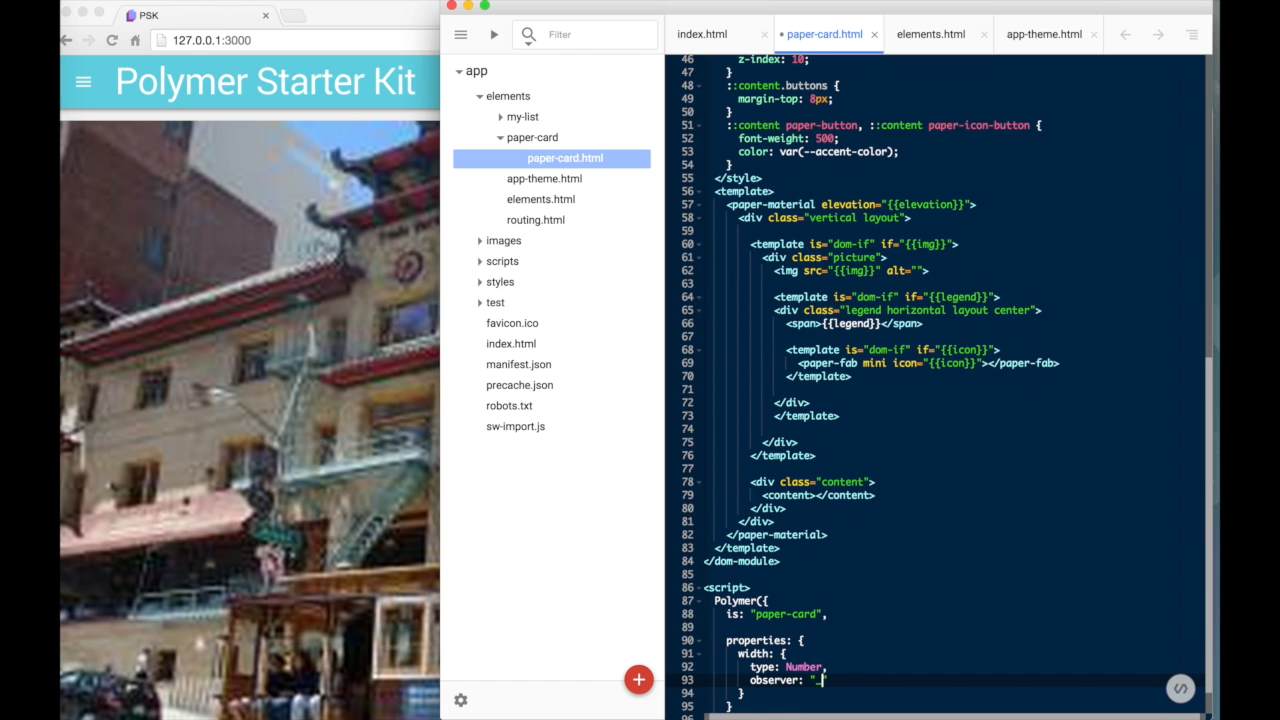 PSK
127.0.0.1:3000
Polymer Starter Kit
Filter
app
elements
my-list
paper-card
paper-card.html
app-theme.html
elements.html
routing.html
images
scripts
styles
test
favicon.ico
index.html
manifest.json
precache.json
robots.txt
sw-import.js
index.html
paper-card.html
elements.html
app-theme.html
46 z-index: 10;
47 }
48 ::content.buttons {
49 margin-top: 8px;
50 }
51 ::content paper-button, ::content paper-icon-button {
52 font-weight: 500;
53 color: var(--accent-color);
54 }
55 </style>
56 <template>
57 <paper-material elevation="{{elevation}}">
58 <div class="vertical layout">
59
60 <template is="dom-if" if="{{img}}">
61 <div class="picture">
62 <img src="{{img}}" alt="">
63
64 <template is="dom-if" if="{{legend}}">
65 <div class="legend horizontal layout center">
66 <span>{{legend}}</span>
67
68 <template is="dom-if" if="{{icon}}">
69 <paper-fab mini icon="{{icon}}"></paper-fab>
70 </template>
71
72 </div>
73 </template>
74
75 </div>
76 </template>
77
78 <div class="content">
79 <content></content>
80 </div>
81 </div>
82 </paper-material>
83 </template>
84 </dom-module>
85
86 <script>
87 Polymer({
88 is: "paper-card",
89
90 properties: {
91 width: {
92 type: Number,
93 observer: "_"
94 }
95 }
96